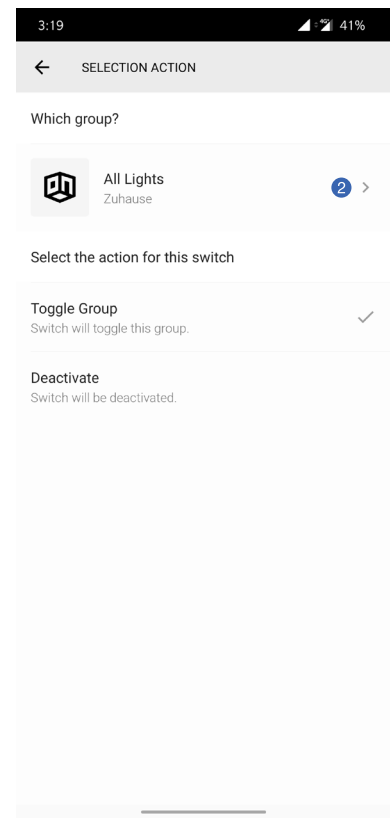 3:19 4G 41%
SELECTION ACTION
Which group?
All Lights
Zuhause
2
Select the action for this switch
Toggle Group
Switch will toggle this group.
Deactivate
Switch will be deactivated.